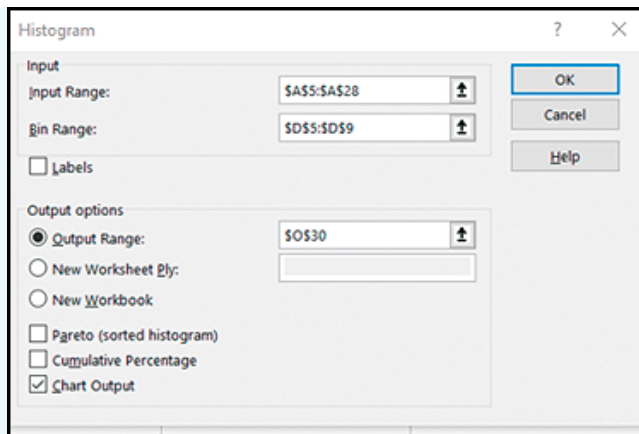 Histogram ? ×
Input
Input Range: $A$5:$A$28
Bin Range: $D$5:$D$9
Labels
OK
Cancel
Help
Output options
Output Range: $O$30
New Worksheet Ply:
New Workbook
Pareto (sorted histogram)
Cumulative Percentage
Chart Output